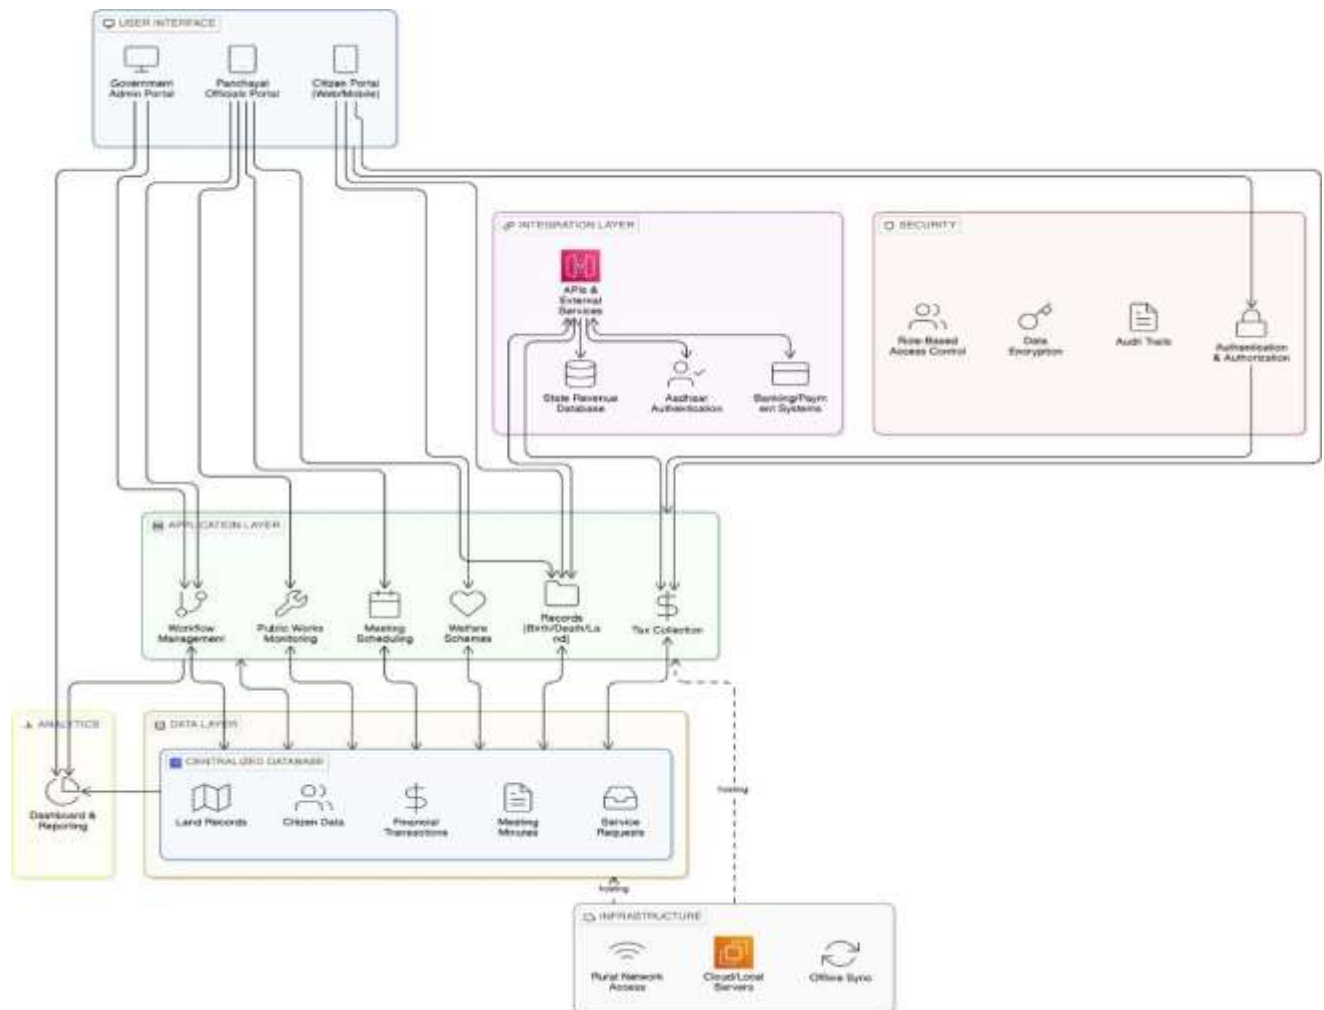 USER INTERFACE
Government
Admin Portal
Panchayat
Officials Portal
Citizen Portal
(Web/Mobile)
INTEGRATION LAYER
APIs &
External
Services
State Revenue
Database
Aadhaar
Authentication
Banking/Paym
ent Systems
SECURITY
Role-Based
Access Control
Data
Encryption
Audit Trails
Authentication
& Authorization
APPLICATION LAYER
Workflow
Management
Public Works
Monitoring
Meeting
Scheduling
Welfare
Schemes
Records
(Birth/Death/La
nd)
Tax Collection
ANALYTICS
Dashboard &
Reporting
DATA LAYER
CENTRALIZED DATABASE
Land Records
Citizen Data
Financial
Transactions
Meeting
Minutes
Service
Requests
hosting
hosting
INFRASTRUCTURE
Rural Network
Access
Cloud/Local
Servers
Offline Sync